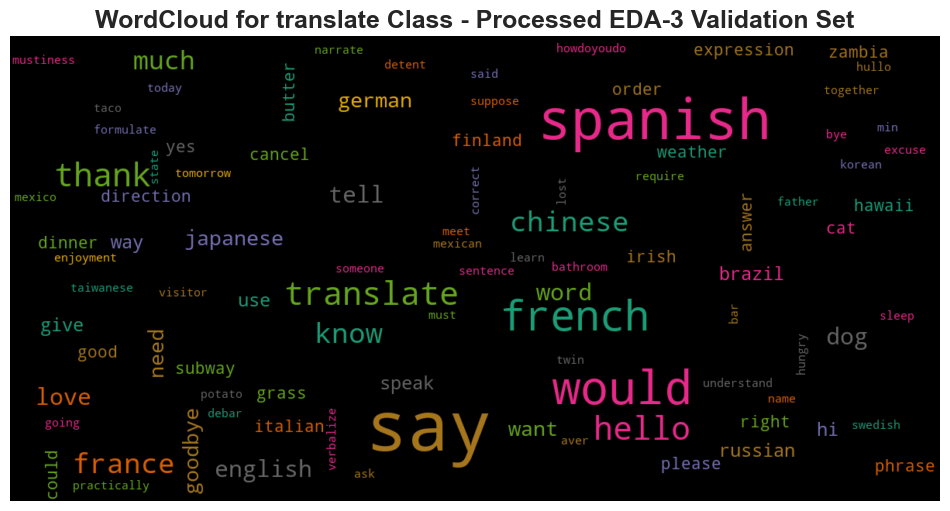 WordCloud for translate Class - Processed EDA-3 Validation Set
mustiness
much
narrate
detent
howdoyoudo
expression
zambia
hullo
today
butter
german
said
suppose
order
together
taco
formulate
yes
cancel
finland
spanish
weather
bye
min
excuse
korean
thank
state
tomorrow
mexico
direction
tell
correct
lost
require
father
hawaii
answer
cat
dinner
way
japanese
meet
mexican
chinese
irish
enjoyment
someone
sentence
learn
bathroom
brazil
taiwanese
visitor
use
translate
must
word
french
bar
sleep
give
know
dog
good
need
subway
twin
hungry
love
potato
grass
speak
would
understand
name
going
debar
goodbye
italian
verbalize
say
want
aver
hello
right
hi
swedish
could
france
practically
english
ask
please
russian
phrase